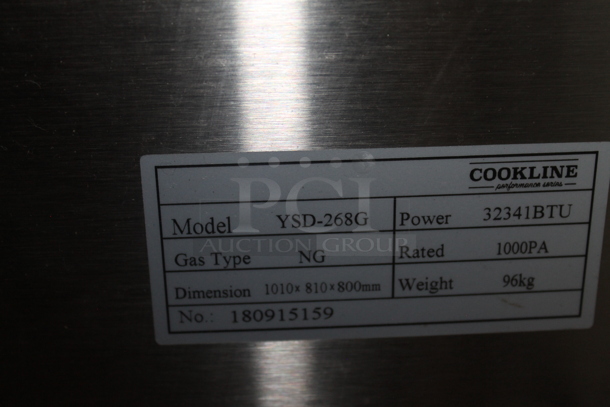 COOKLINE
performance series
Model YSD-268G Power 32341BTU
Gas Type NG Rated 1000PA
Dimension 1010× 810×800mm Weight 96kg
No.: 180915159
PCI
AUCTION GROUP